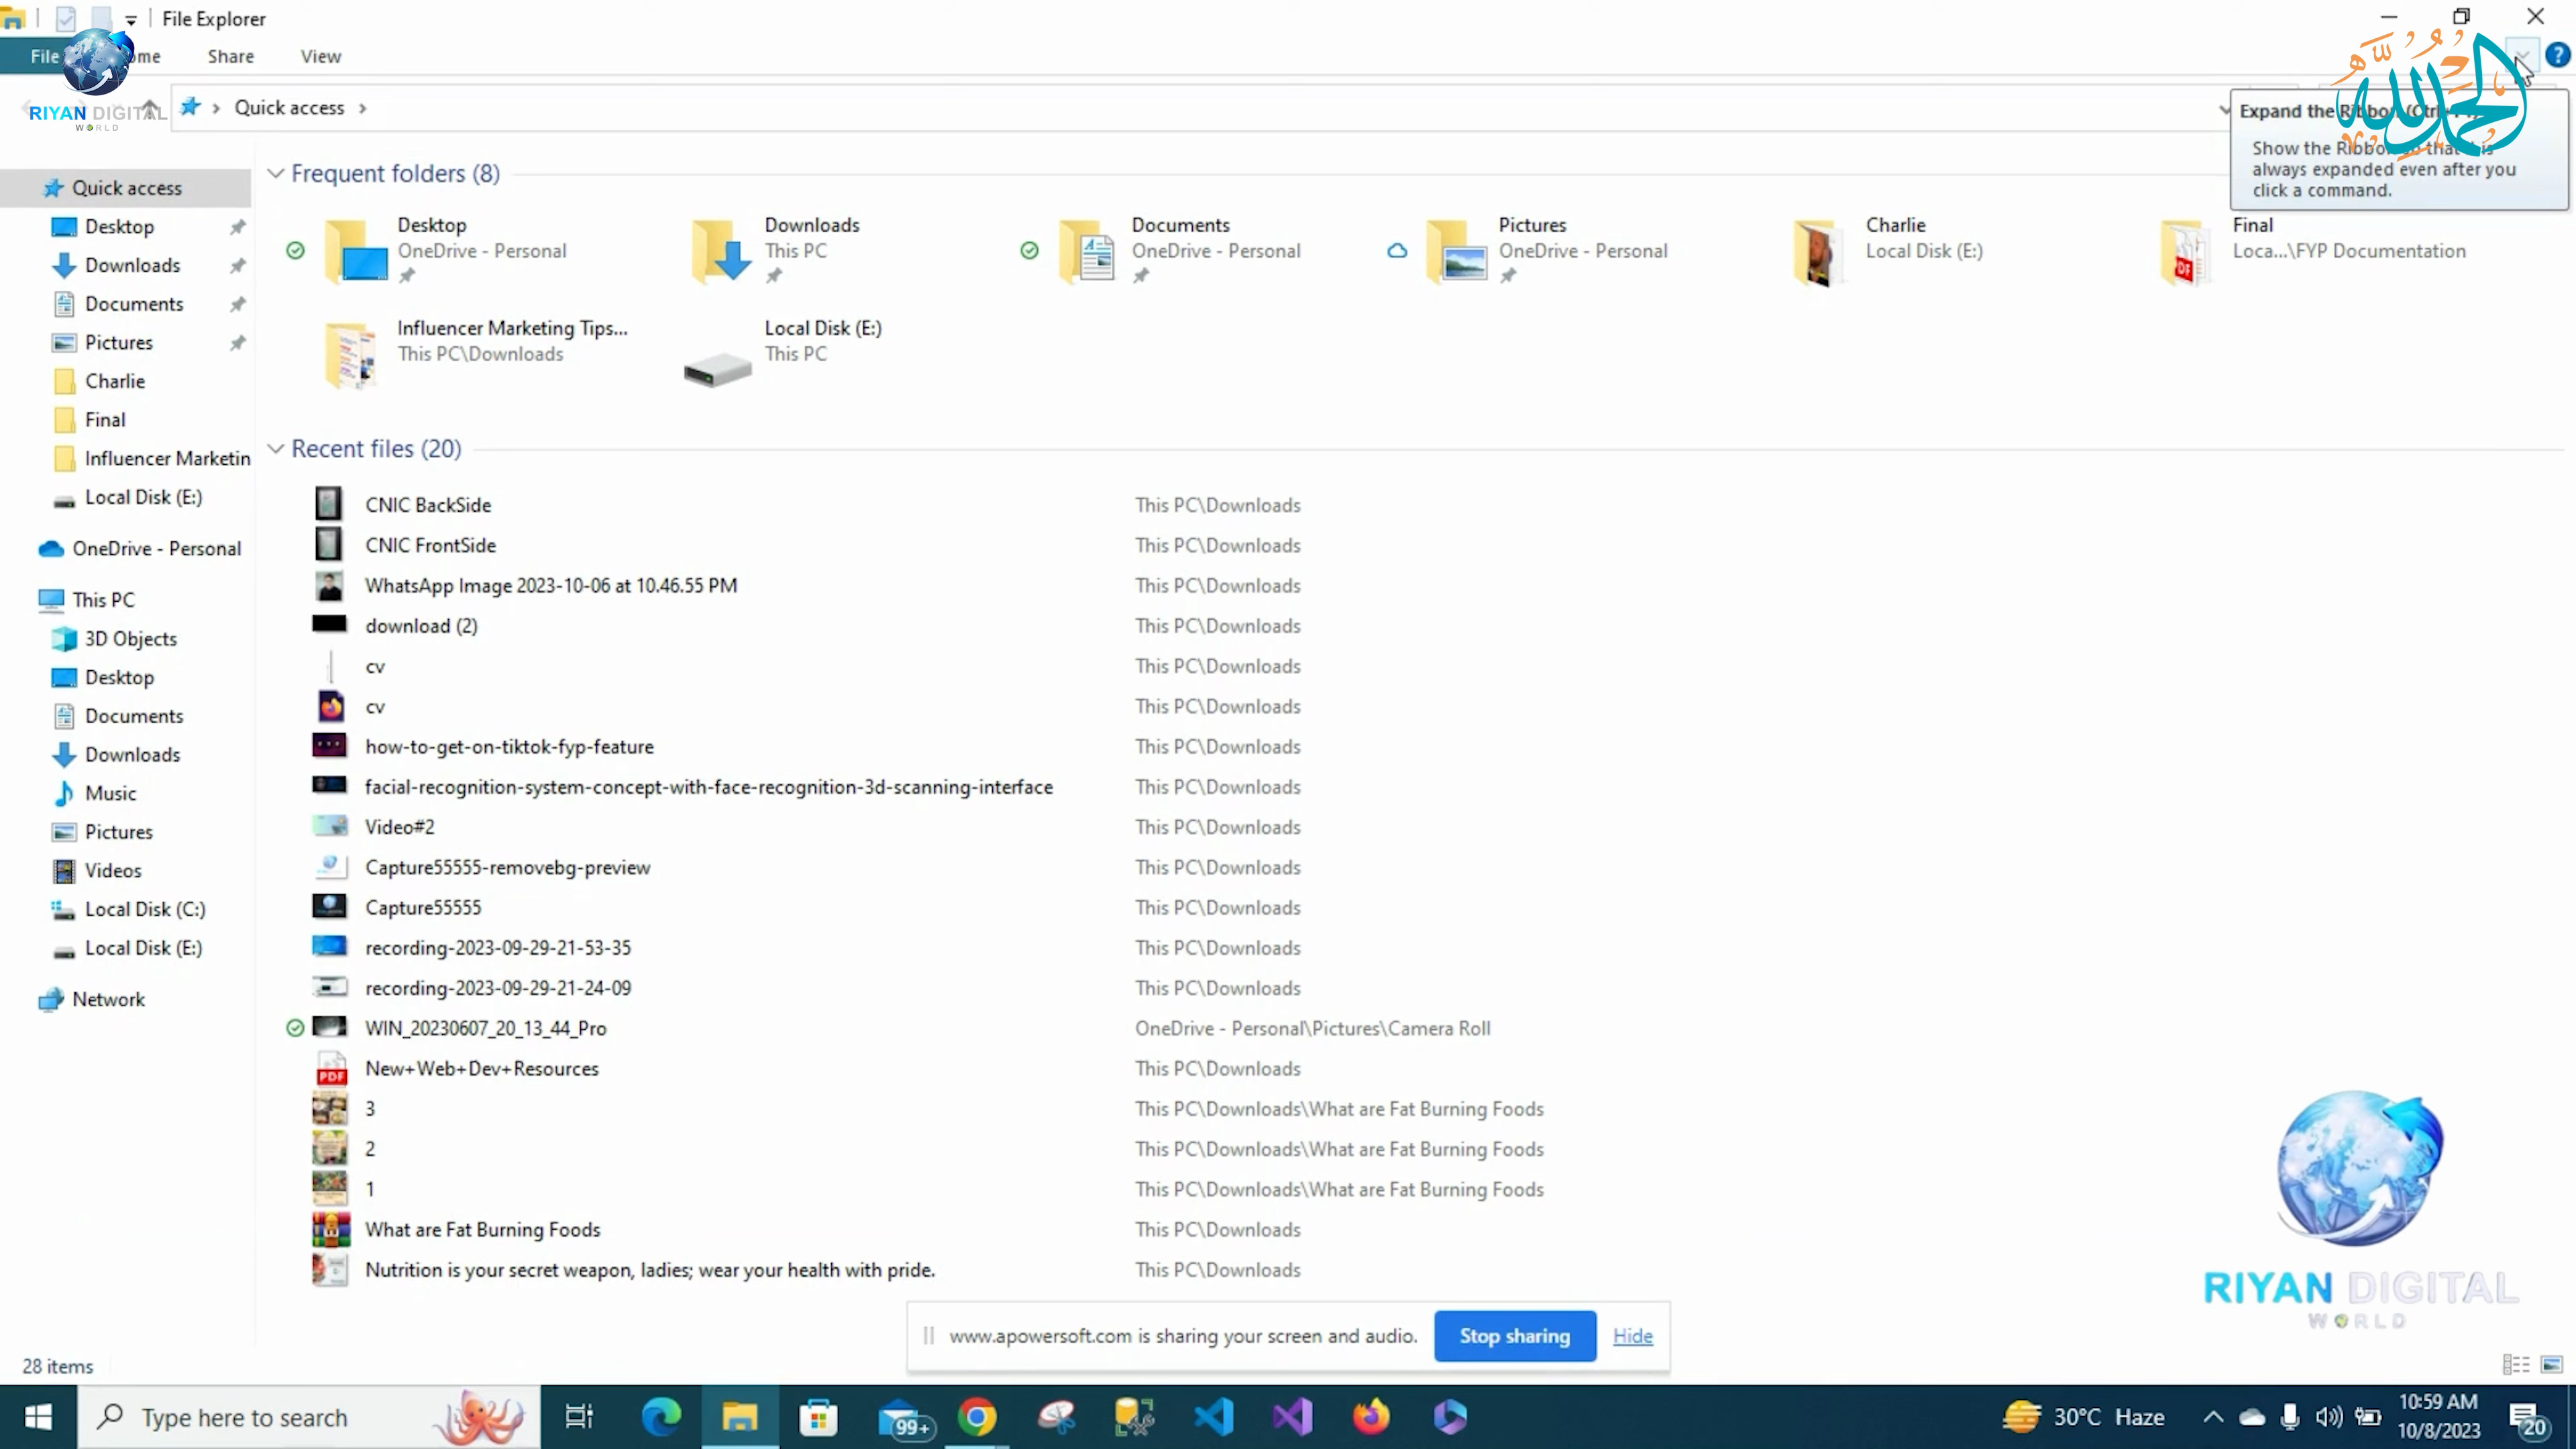 File Explorer
File
Share
View
RIYAN DIGITAL
WORLD
Quick access
الحمد لله
Expand the
Show the Ribbon so that it is
always expanded even after you
click a command.
Quick access
Desktop
Downloads
Documents
Pictures
Charlie
Final
Influencer Marketin
Local Disk (E:)
OneDrive - Personal
This PC
3D Objects
Desktop
Documents
Downloads
Music
Pictures
Videos
Local Disk (C:)
Local Disk (E:)
Network
Frequent folders (8)
Desktop
OneDrive - Personal
Downloads
This PC
Documents
OneDrive - Personal
Pictures
OneDrive - Personal
Charlie
Local Disk (E:)
Final
Loca...\FYP Documentation
Influencer Marketing Tips...
This PC\Downloads
Local Disk (E:)
This PC
Recent files (20)
CNIC BackSide This PC\Downloads
CNIC FrontSide This PC\Downloads
WhatsApp Image 2023-10-06 at 10.46.55 PM This PC\Downloads
download (2) This PC\Downloads
cv This PC\Downloads
cv This PC\Downloads
how-to-get-on-tiktok-fyp-feature This PC\Downloads
facial-recognition-system-concept-with-face-recognition-3d-scanning-interface This PC\Downloads
Video#2 This PC\Downloads
Capture55555-removebg-preview This PC\Downloads
Capture55555 This PC\Downloads
recording-2023-09-29-21-53-35 This PC\Downloads
recording-2023-09-29-21-24-09 This PC\Downloads
WIN_20230607_20_13_44_Pro OneDrive - Personal\Pictures\Camera Roll
New+Web+Dev+Resources This PC\Downloads
3 This PC\Downloads\What are Fat Burning Foods
2 This PC\Downloads\What are Fat Burning Foods
1 This PC\Downloads\What are Fat Burning Foods
What are Fat Burning Foods This PC\Downloads
Nutrition is your secret weapon, ladies; wear your health with pride. This PC\Downloads
RIYAN DIGITAL
WORLD
www.apowersoft.com is sharing your screen and audio. Stop sharing Hide
28 items
Type here to search
99+
30°C Haze
10:59 AM
10/8/2023
20